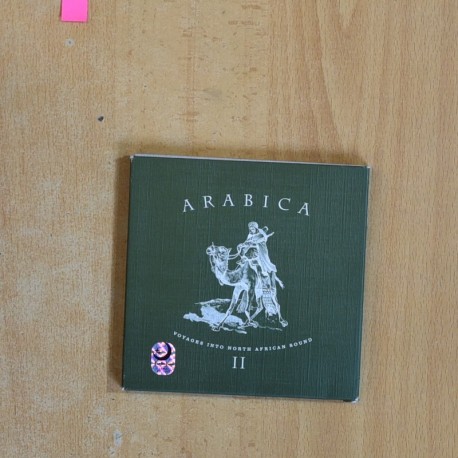 ARABICA
VOYAGES INTO NORTH AFRICAN SOUND
II